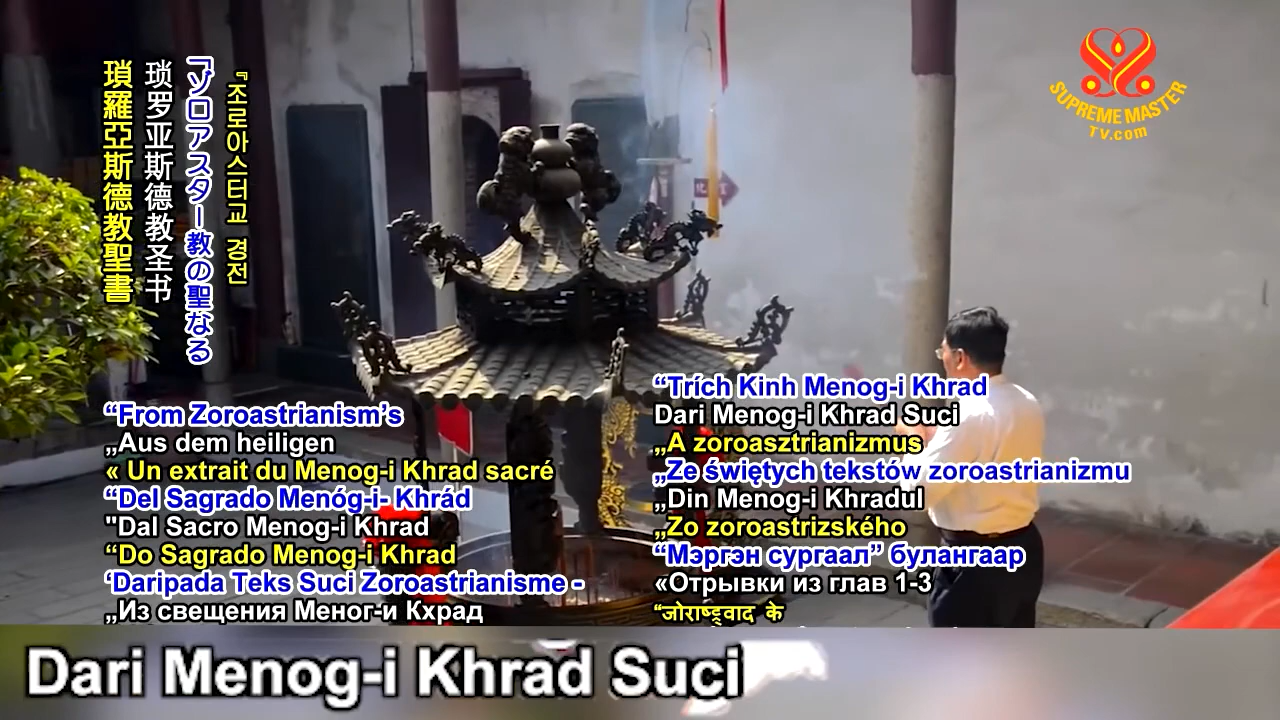 瑣羅亞斯德教聖書
琐罗亚斯德教圣书
「ゾロアスター教の聖なる
『조로아스터교 경전
SUPREME MASTER
TV.com
“From Zoroastrianism’s
„Aus dem heiligen
« Un extrait du Menog-i Khrad sacré
“Del Sagrado Menóg-i- Khrád
"Dal Sacro Menog-i Khrad
“Do Sagrado Menog-i Khrad
‘Daripada Teks Suci Zoroastrianisme -
„Из свещения Меног-и Кхрад
“Trích Kinh Menog-i Khrad
Dari Menog-i Khrad Suci
„A zoroasztrianizmus
„Ze świętych tekstów zoroastrianizmu
„Din Menog-i Khradul
„Zo zoroastrizského
“Мэргэн сургаал” булангаар
«Отрывки из глав 1-3
“जोराष्ट्रवाद के
Dari Menog-i Khrad Suci